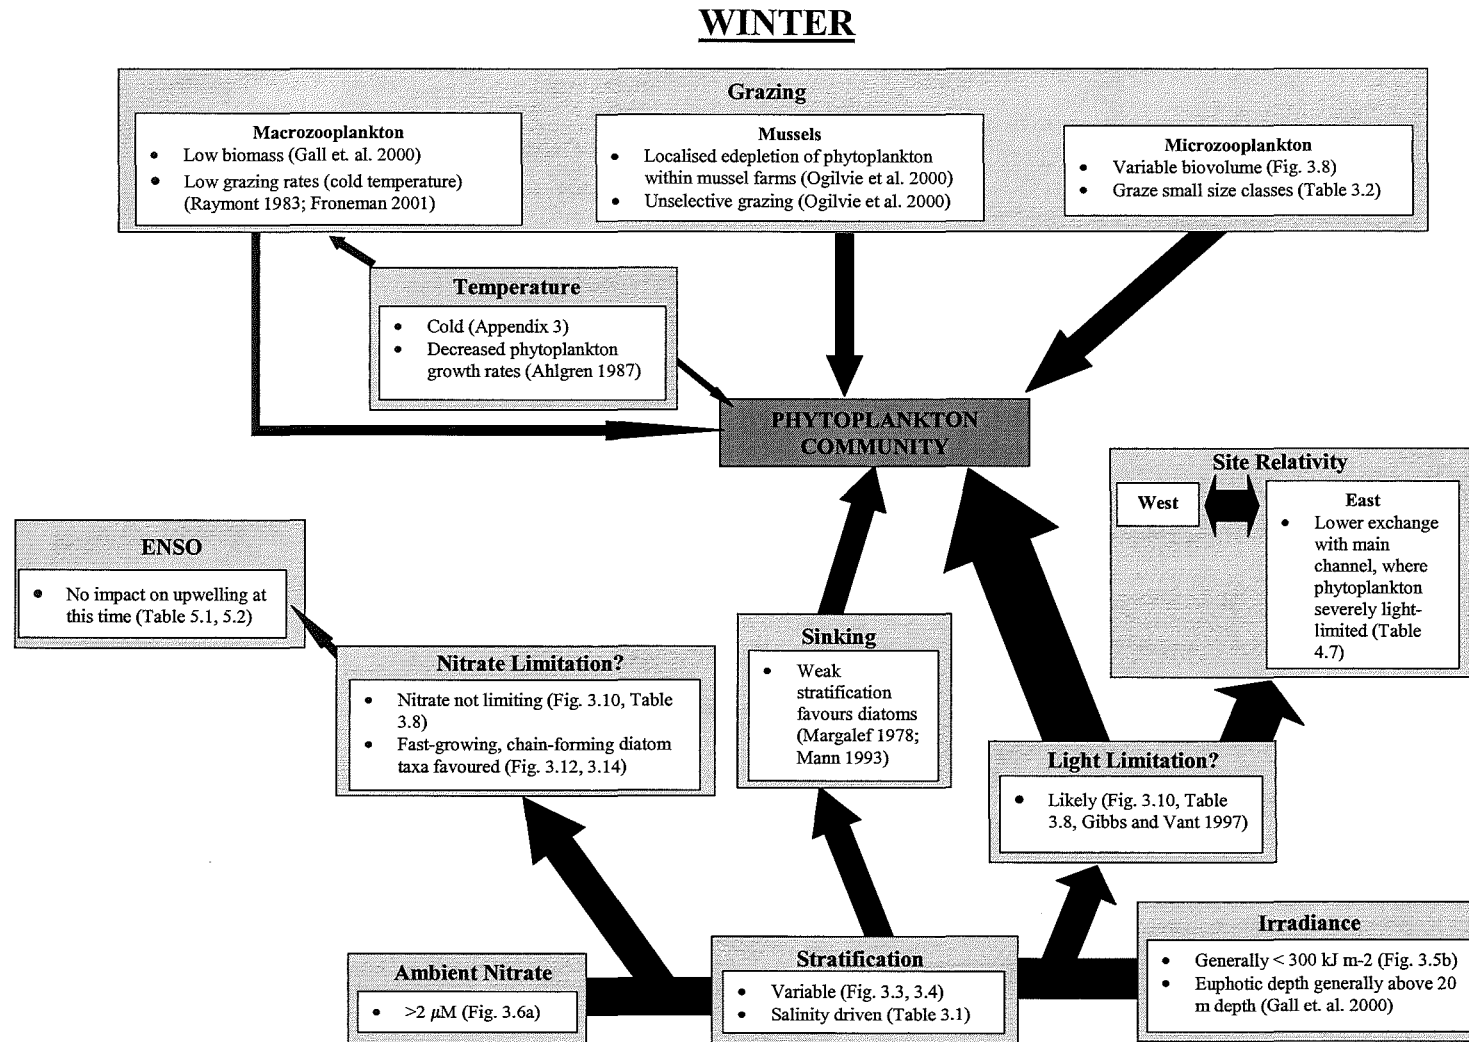 WINTER
Grazing
Macrozooplankton
• Low biomass (Gall et. al. 2000)
• Low grazing rates (cold temperature)
(Raymont 1983; Froneman 2001)
Mussels
• Localised edepletion of phytoplankton
within mussel farms (Ogilvie et al. 2000)
• Unselective grazing (Ogilvie et al. 2000)
Microzooplankton
• Variable biovolume (Fig. 3.8)
• Graze small size classes (Table 3.2)
Temperature
• Cold (Appendix 3)
• Decreased phytoplankton
growth rates (Ahlgren 1987)
PHYTOPLANKTON
COMMUNITY
Site Relativity
West
East
• Lower exchange
with main
channel, where
phytoplankton
severely light-
limited (Table
4.7)
ENSO
• No impact on upwelling at
this time (Table 5.1, 5.2)
Nitrate Limitation?
• Nitrate not limiting (Fig. 3.10, Table
3.8)
• Fast-growing, chain-forming diatom
taxa favoured (Fig. 3.12, 3.14)
Sinking
• Weak
stratification
favours diatoms
(Margalef 1978;
Mann 1993)
Light Limitation?
• Likely (Fig. 3.10, Table
3.8, Gibbs and Vant 1997)
Ambient Nitrate
• >2 μM (Fig. 3.6a)
Stratification
• Variable (Fig. 3.3, 3.4)
• Salinity driven (Table 3.1)
Irradiance
• Generally < 300 kJ m-2 (Fig. 3.5b)
• Euphotic depth generally above 20
m depth (Gall et. al. 2000)